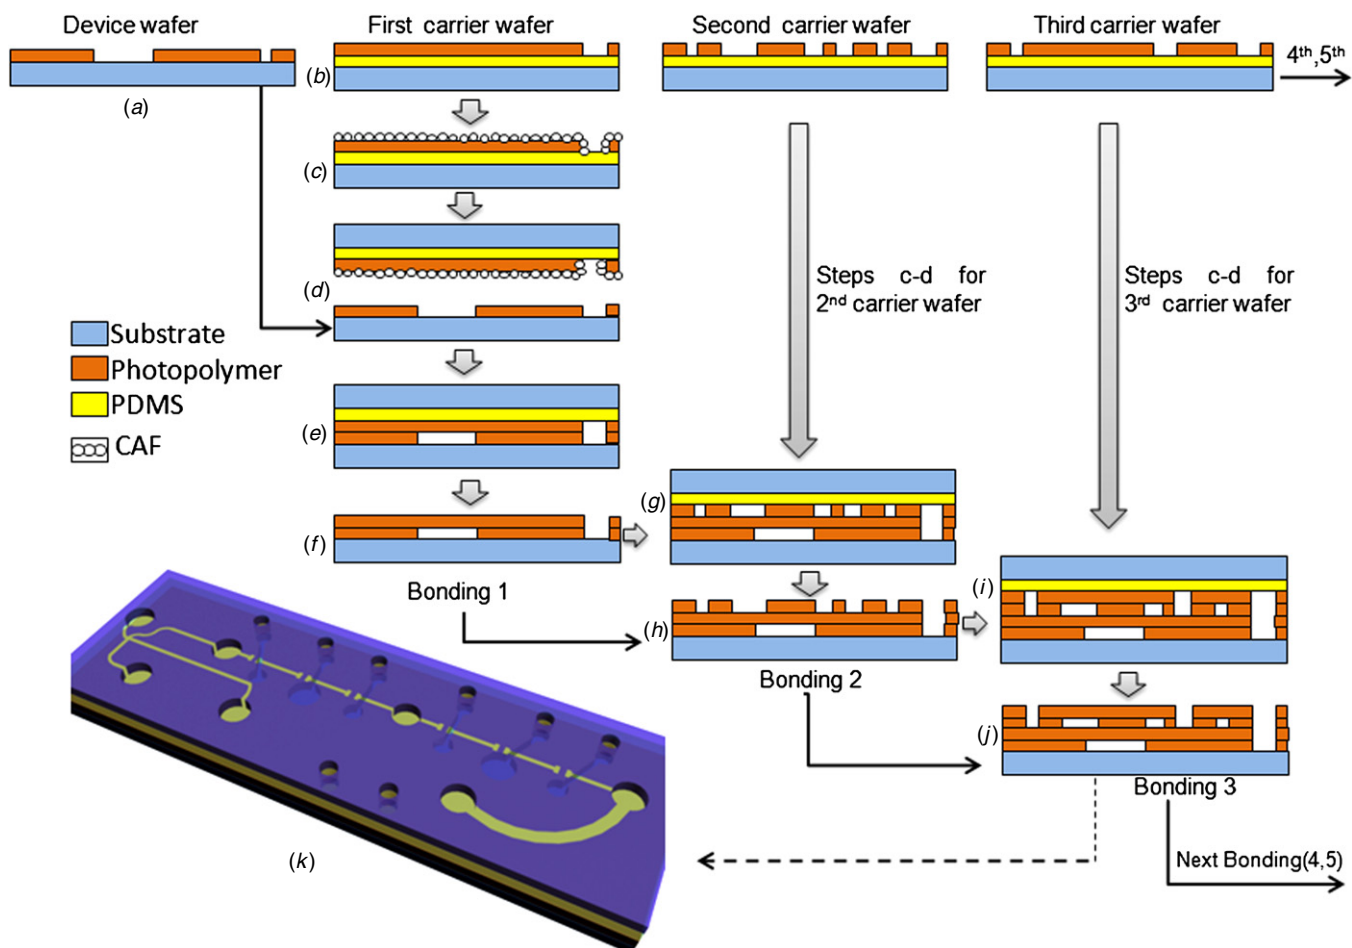 Device wafer
First carrier wafer
Second carrier wafer
Third carrier wafer
4th,5th
(a)
(b)
(c)
(d)
Steps c-d for
2nd carrier wafer
Steps c-d for
3rd carrier wafer
Substrate
Photopolymer
PDMS
CAF
(e)
(f)
(g)
Bonding 1
(h)
(i)
Bonding 2
(j)
Bonding 3
(k)
Next Bonding(4,5)